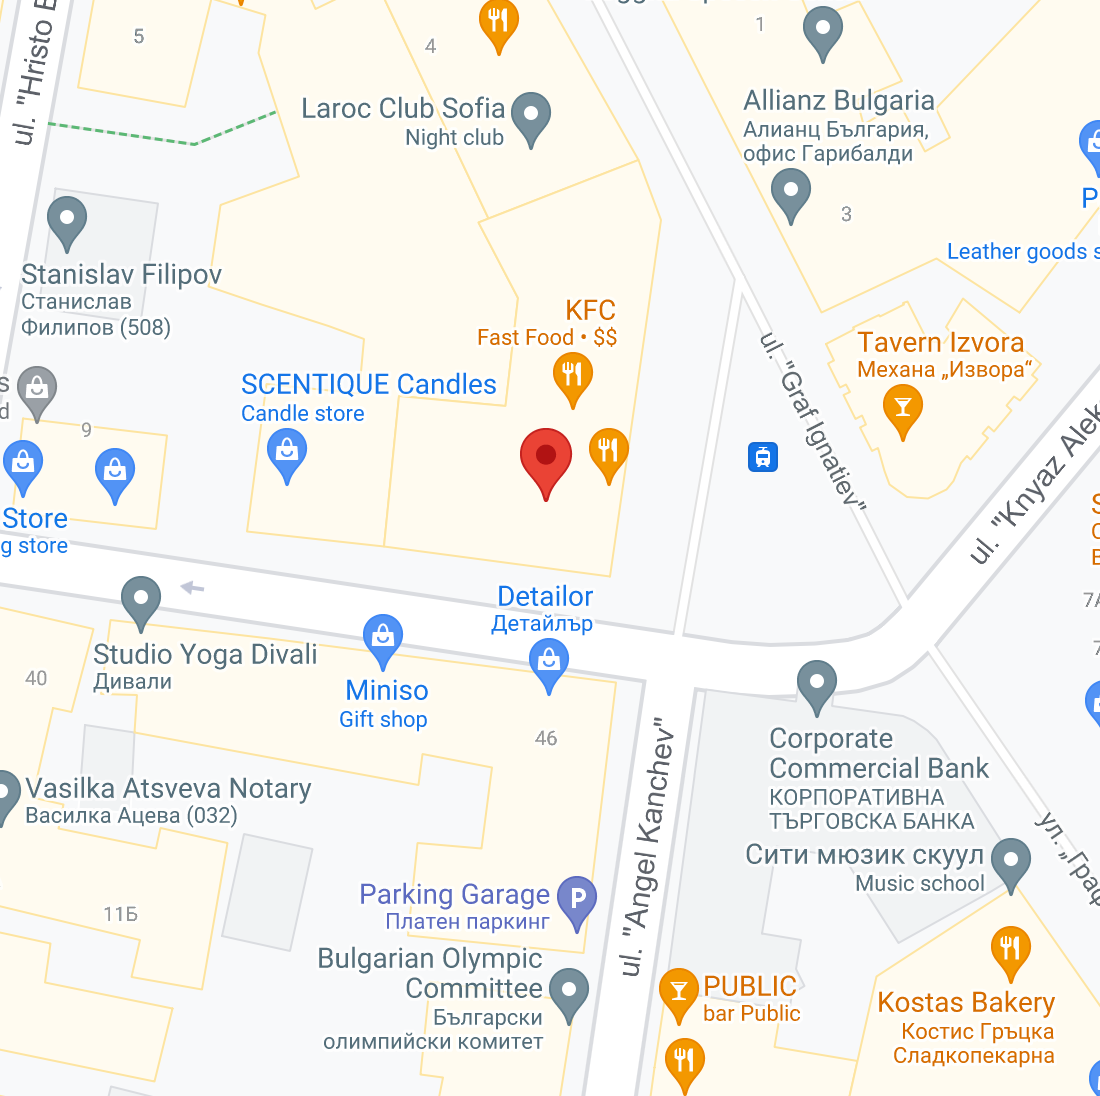 ul. "Hristo B
5
4
1
Laroc Club Sofia
Night club
Allianz Bulgaria
Алианц България,
офис Гарибалди
3
P
Leather goods s
Stanislav Filipov
Станислав
Филипов (508)
KFC
Fast Food • $$
ul. "Graf Ignatiev"
Tavern Izvora
Механа „Извора“
SCENTIQUE Candles
Candle store
s
d
9
Store
g store
ul. "Knyaz Alek
S
C
E
Detailor
Детайлър
7A
7
Studio Yoga Divali
Дивали
40
Miniso
Gift shop
46
ul. "Angel Kanchev"
Corporate
Commercial Bank
КОРПОРАТИВНА
ТЪРГОВСКА БАНКА
Vasilka Atsveva Notary
Василка Ацева (032)
ул. „Граф
Сити мюзик скуул
Music school
11Б
Parking Garage
Платен паркинг
P
Bulgarian Olympic
Committee
Български
олимпийски комитет
PUBLIC
bar Public
Kostas Bakery
Костис Гръцка
Сладкопекарна